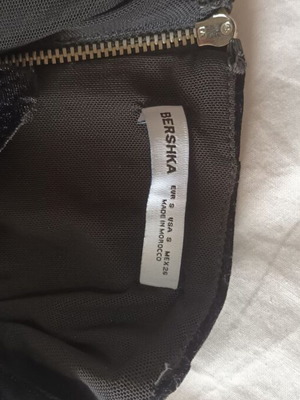 BERSHKA
EUR S USA S MEX 26
MADE IN MOROCCO